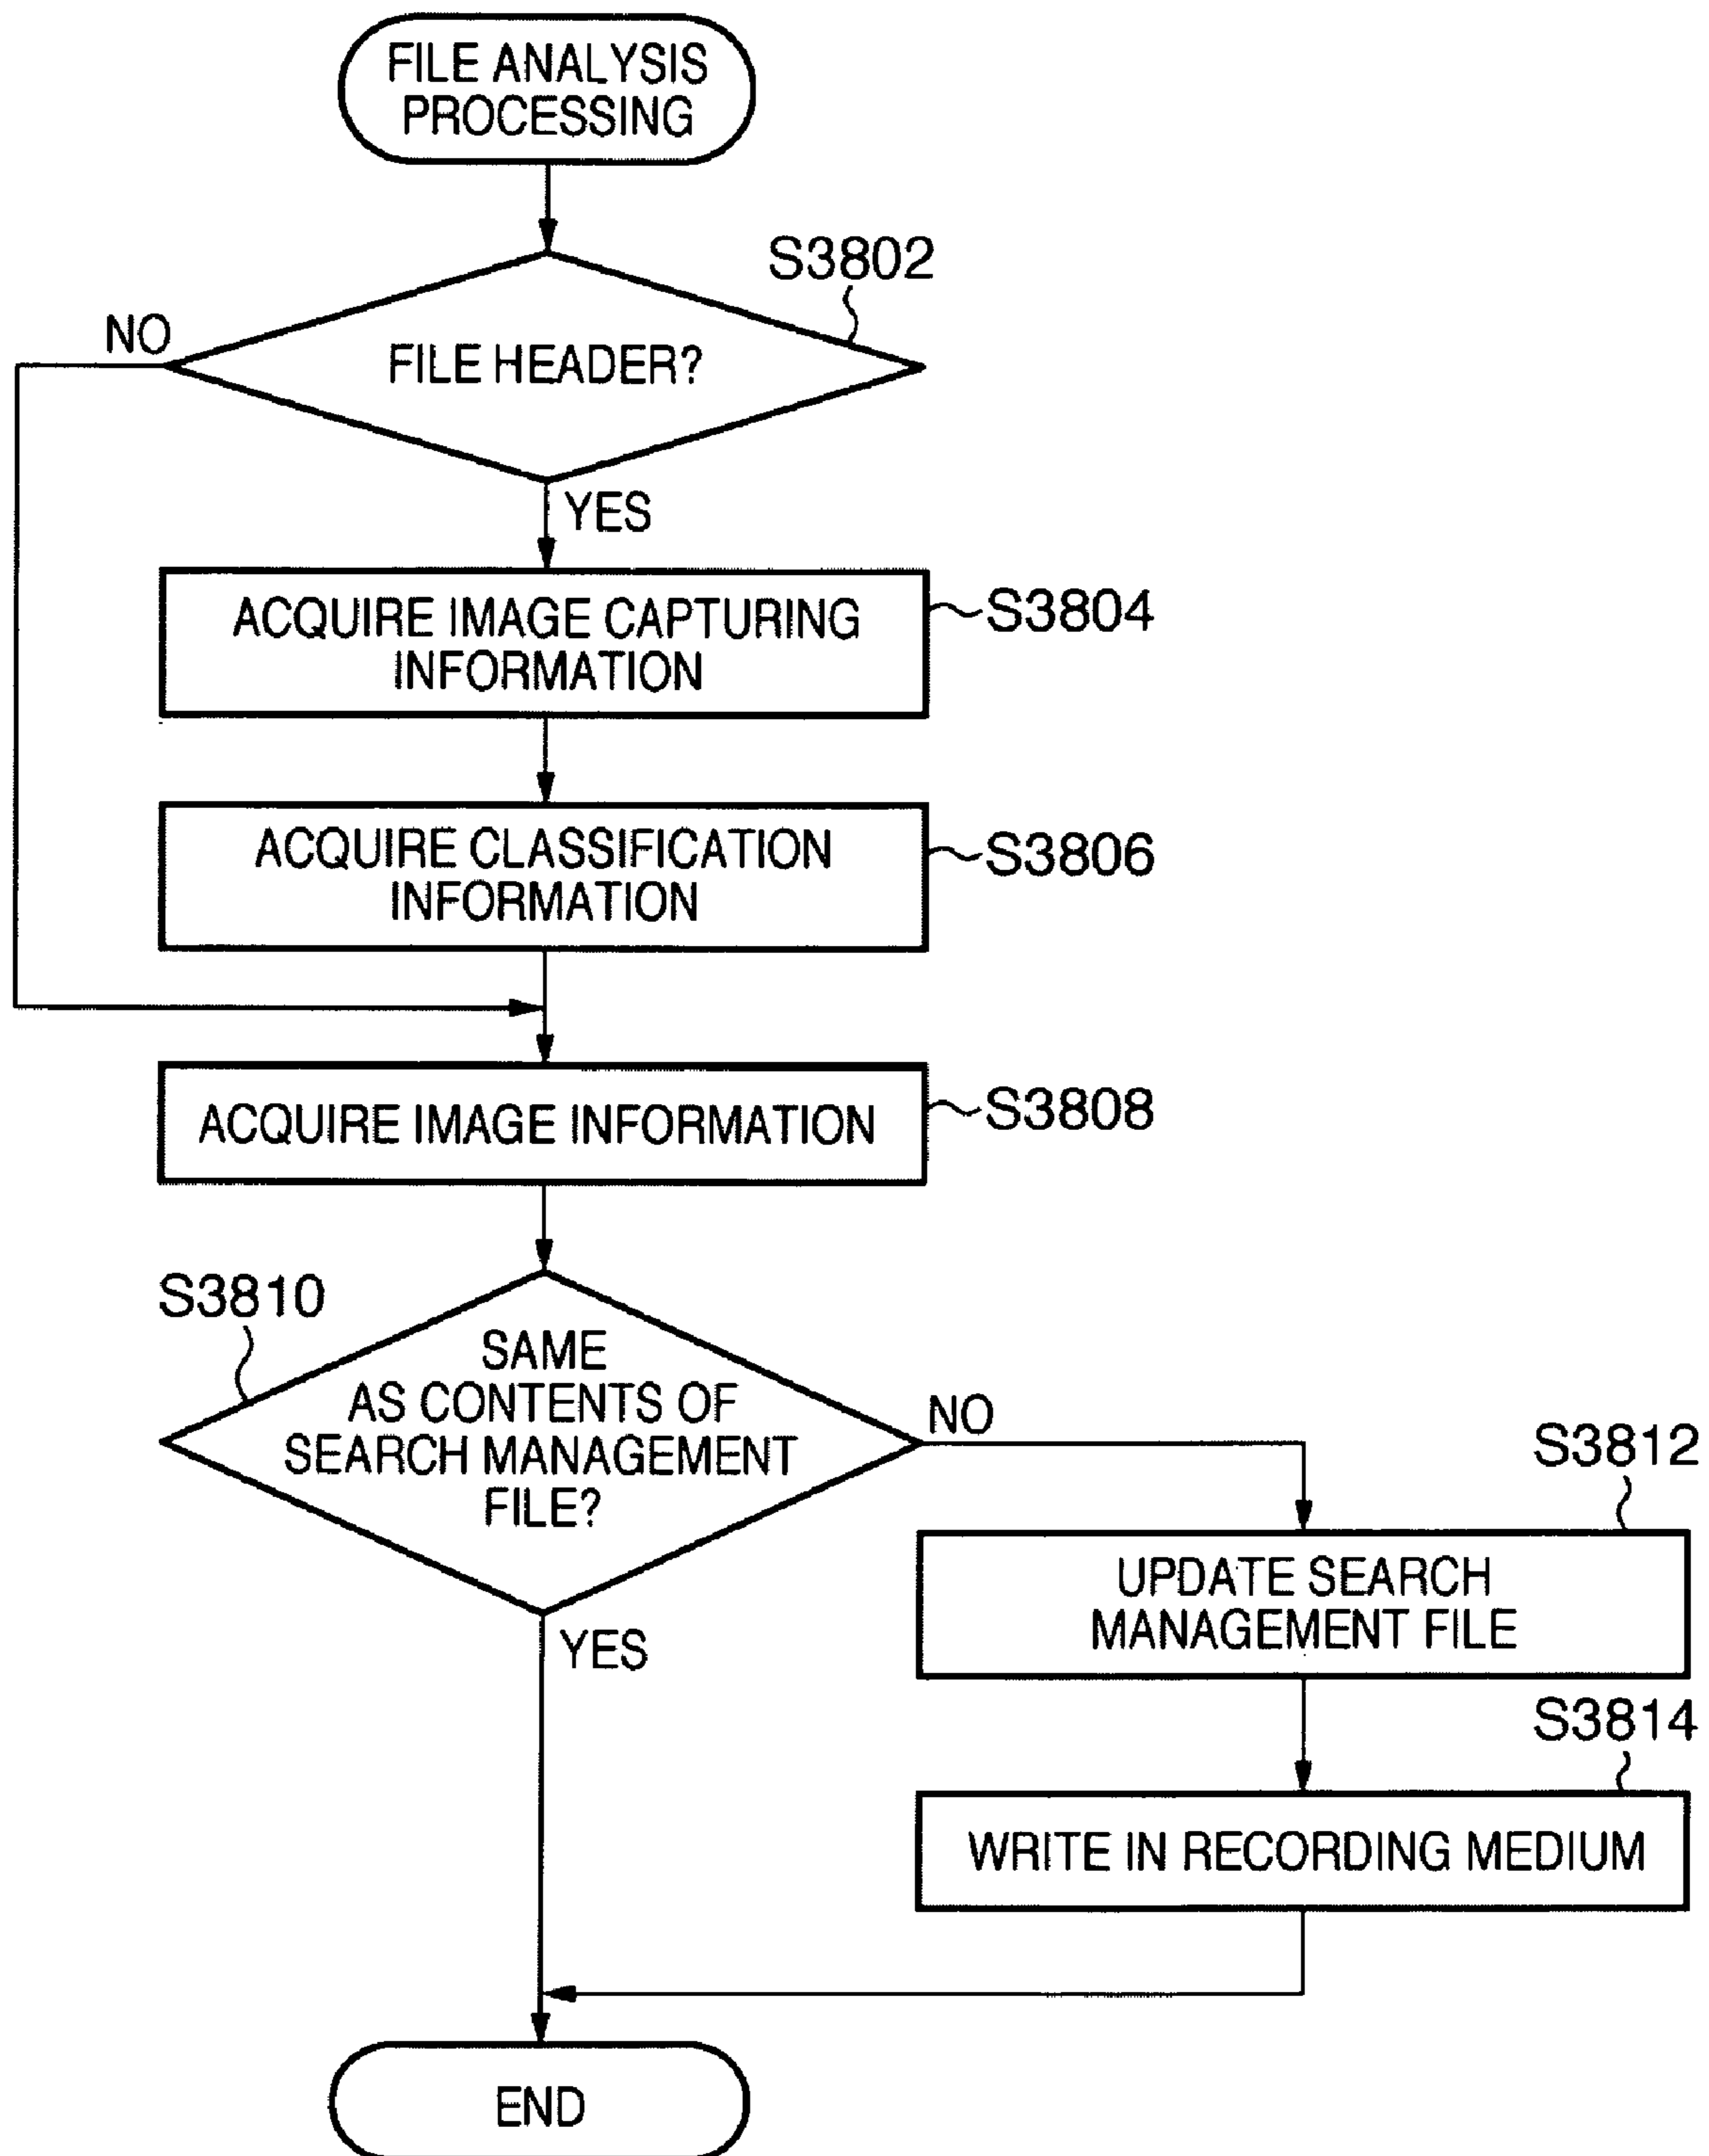 FILE ANALYSIS
PROCESSING
S3802
NO
FILE HEADER?
YES
ACQUIRE IMAGE CAPTURING
INFORMATION
S3804
ACQUIRE CLASSIFICATION
INFORMATION
S3806
ACQUIRE IMAGE INFORMATION
S3808
S3810
SAME
AS CONTENTS OF
SEARCH MANAGEMENT
FILE?
NO
YES
S3812
UPDATE SEARCH
MANAGEMENT FILE
S3814
WRITE IN RECORDING MEDIUM
END